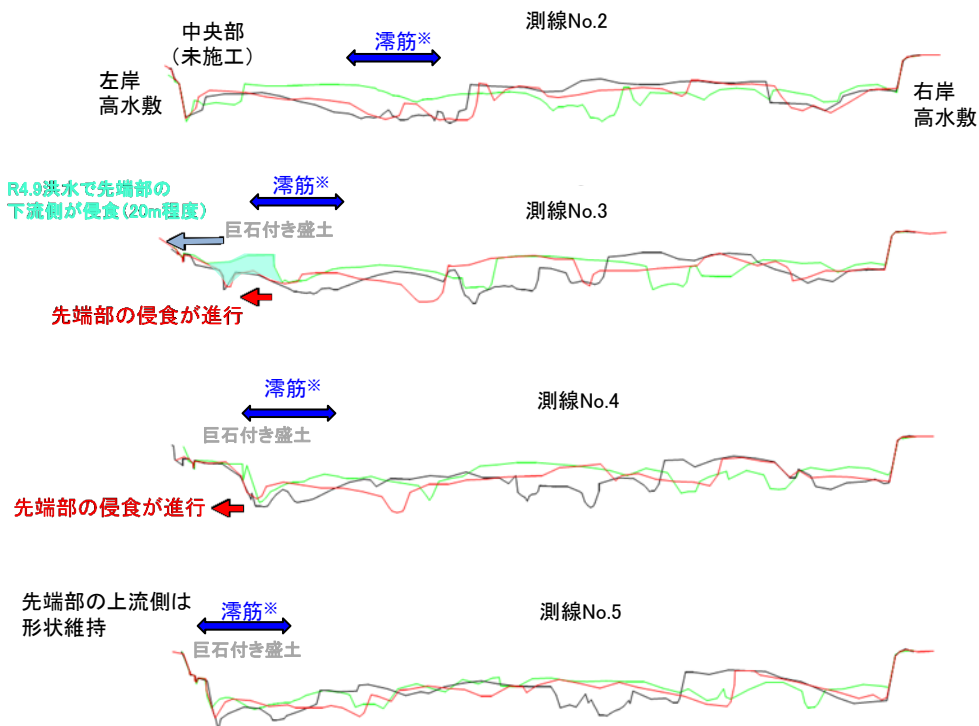 測線No.2
中央部
(未施工)
澪筋※
左岸
高水敷
右岸
高水敷
R4.9洪水で先端部の
下流側が侵食(20m程度)
澪筋※
測線No.3
巨石付き盛土
先端部の侵食が進行
澪筋※
測線No.4
巨石付き盛土
先端部の侵食が進行
先端部の上流側は
形状維持
澪筋※
測線No.5
巨石付き盛土